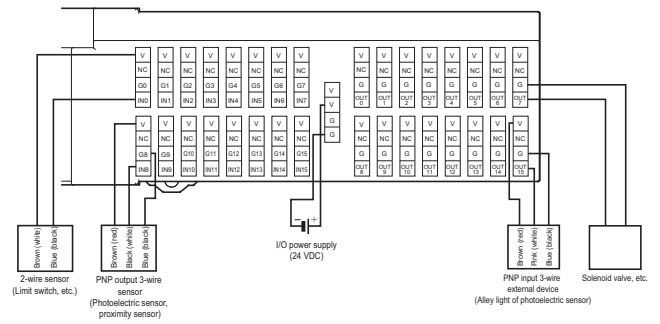 V V V V V V V V V V V V V V V V
NC NC NC NC NC NC NC NC NC NC NC NC NC NC NC NC
G0 G1 G2 G3 G4 G5 G6 G7 G G G G G G G G
IN0 IN1 IN2 IN3 IN4 IN5 IN6 IN7 OUT 0 OUT 1 OUT 2 OUT 3 OUT 4 OUT 5 OUT 6 OUT 7
V
V
G
G
V V V V V V V V V V V V V V V V
NC NC NC NC NC NC NC NC NC NC NC NC NC NC NC NC
G8 G9 G10 G11 G12 G13 G14 G15 G G G G G G G G
IN8 IN9 IN10 IN11 IN12 IN13 IN14 IN15 OUT 8 OUT 9 OUT 10 OUT 11 OUT 12 OUT 13 OUT 14 OUT 15
− +
I/O power supply
(24 VDC)
Brown (white)
Blue (black)
2-wire sensor
(Limit switch, etc.)
Brown (red)
Black (white)
Blue (black)
PNP output 3-wire
sensor
(Photoelectric sensor,
proximity sensor)
Brown (red)
Pink (white)
Blue (black)
PNP input 3-wire
external device
(Alley light of photoelectric sensor)
Solenoid valve, etc.